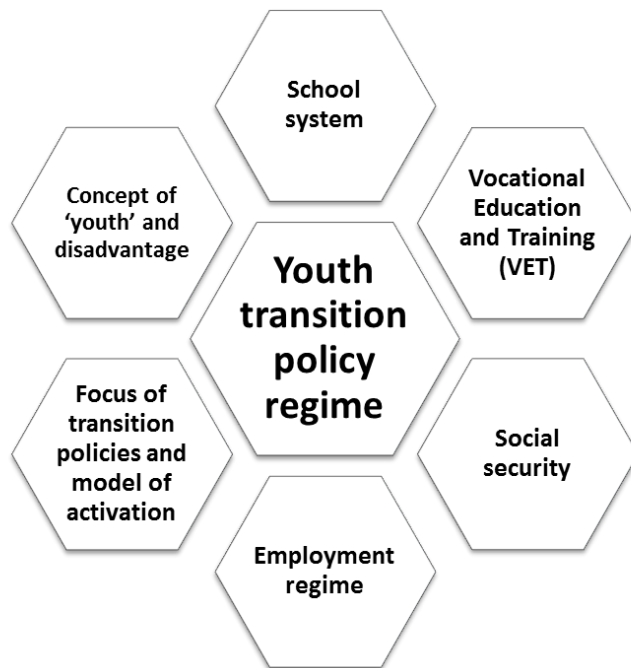 School
system
Concept of
‘youth’ and
disadvantage
Vocational
Education
and Training
(VET)
Youth
transition
policy
regime
Focus of
transition
policies and
model of
activation
Social
security
Employment
regime